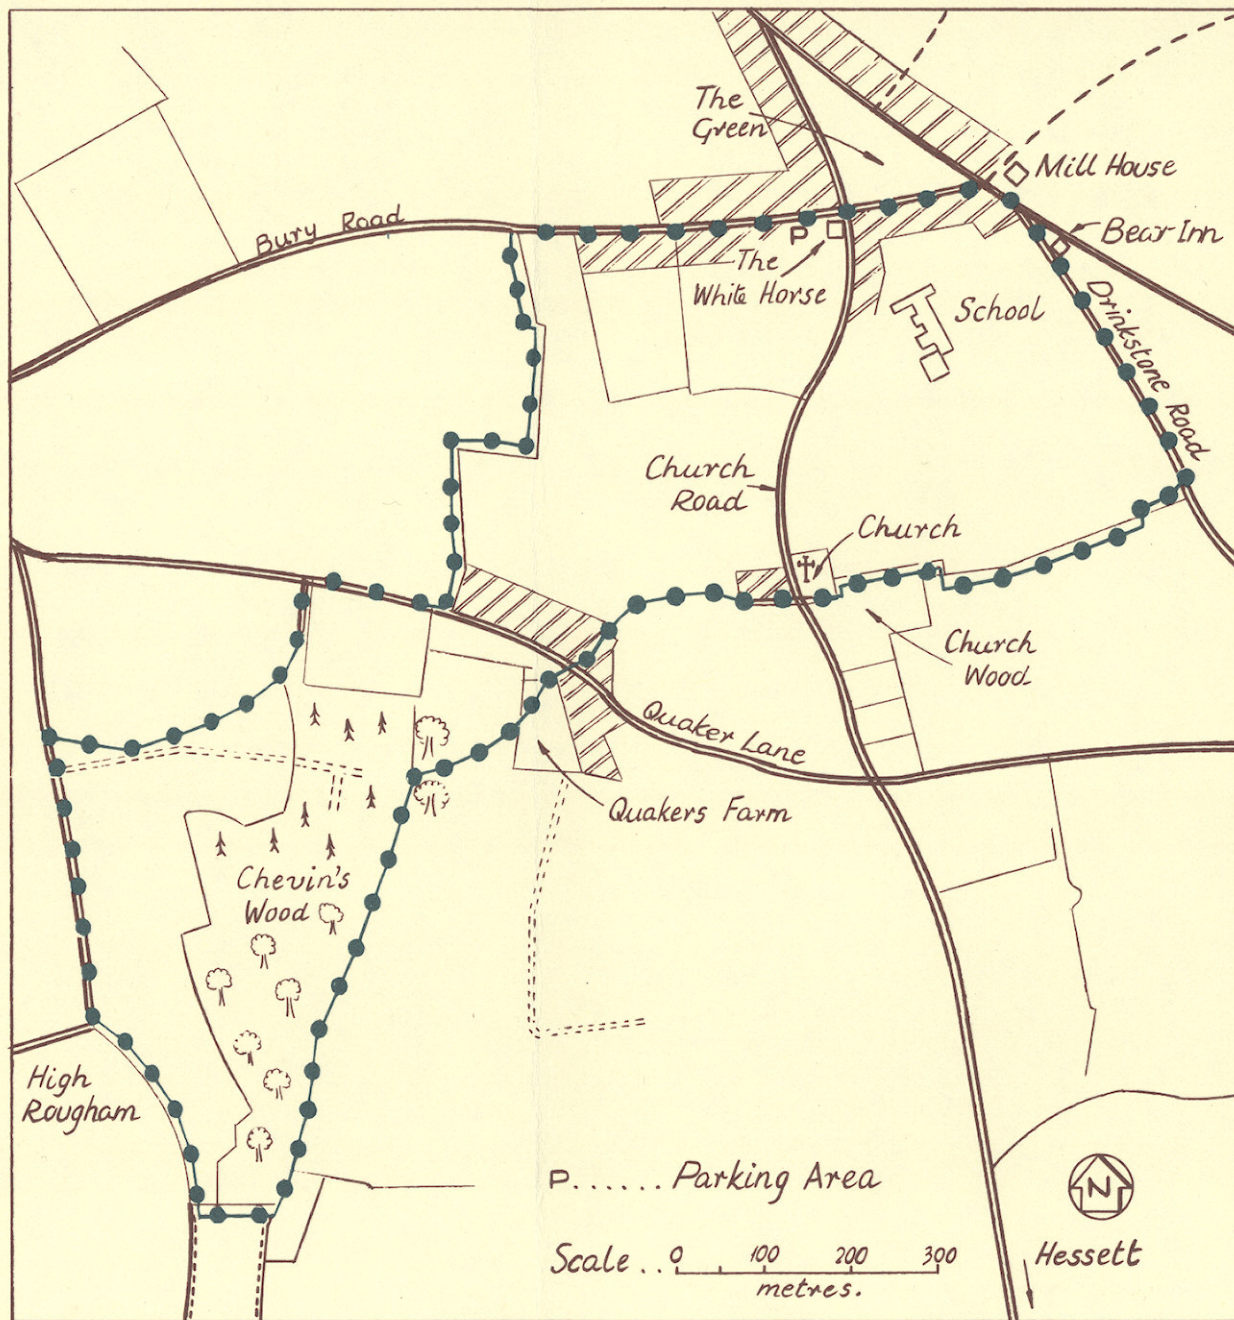 The
Green
Mill House
Bury Road
Bear Inn
P
The
White Horse
School
Drinkstone Road
Church
Road
Church
Church
Wood
Quaker Lane
Quakers Farm
Chevin's
Wood
High
Rougham
P...... Parking Area
N
Scale .. 0 100 200 300
metres.
Hessett